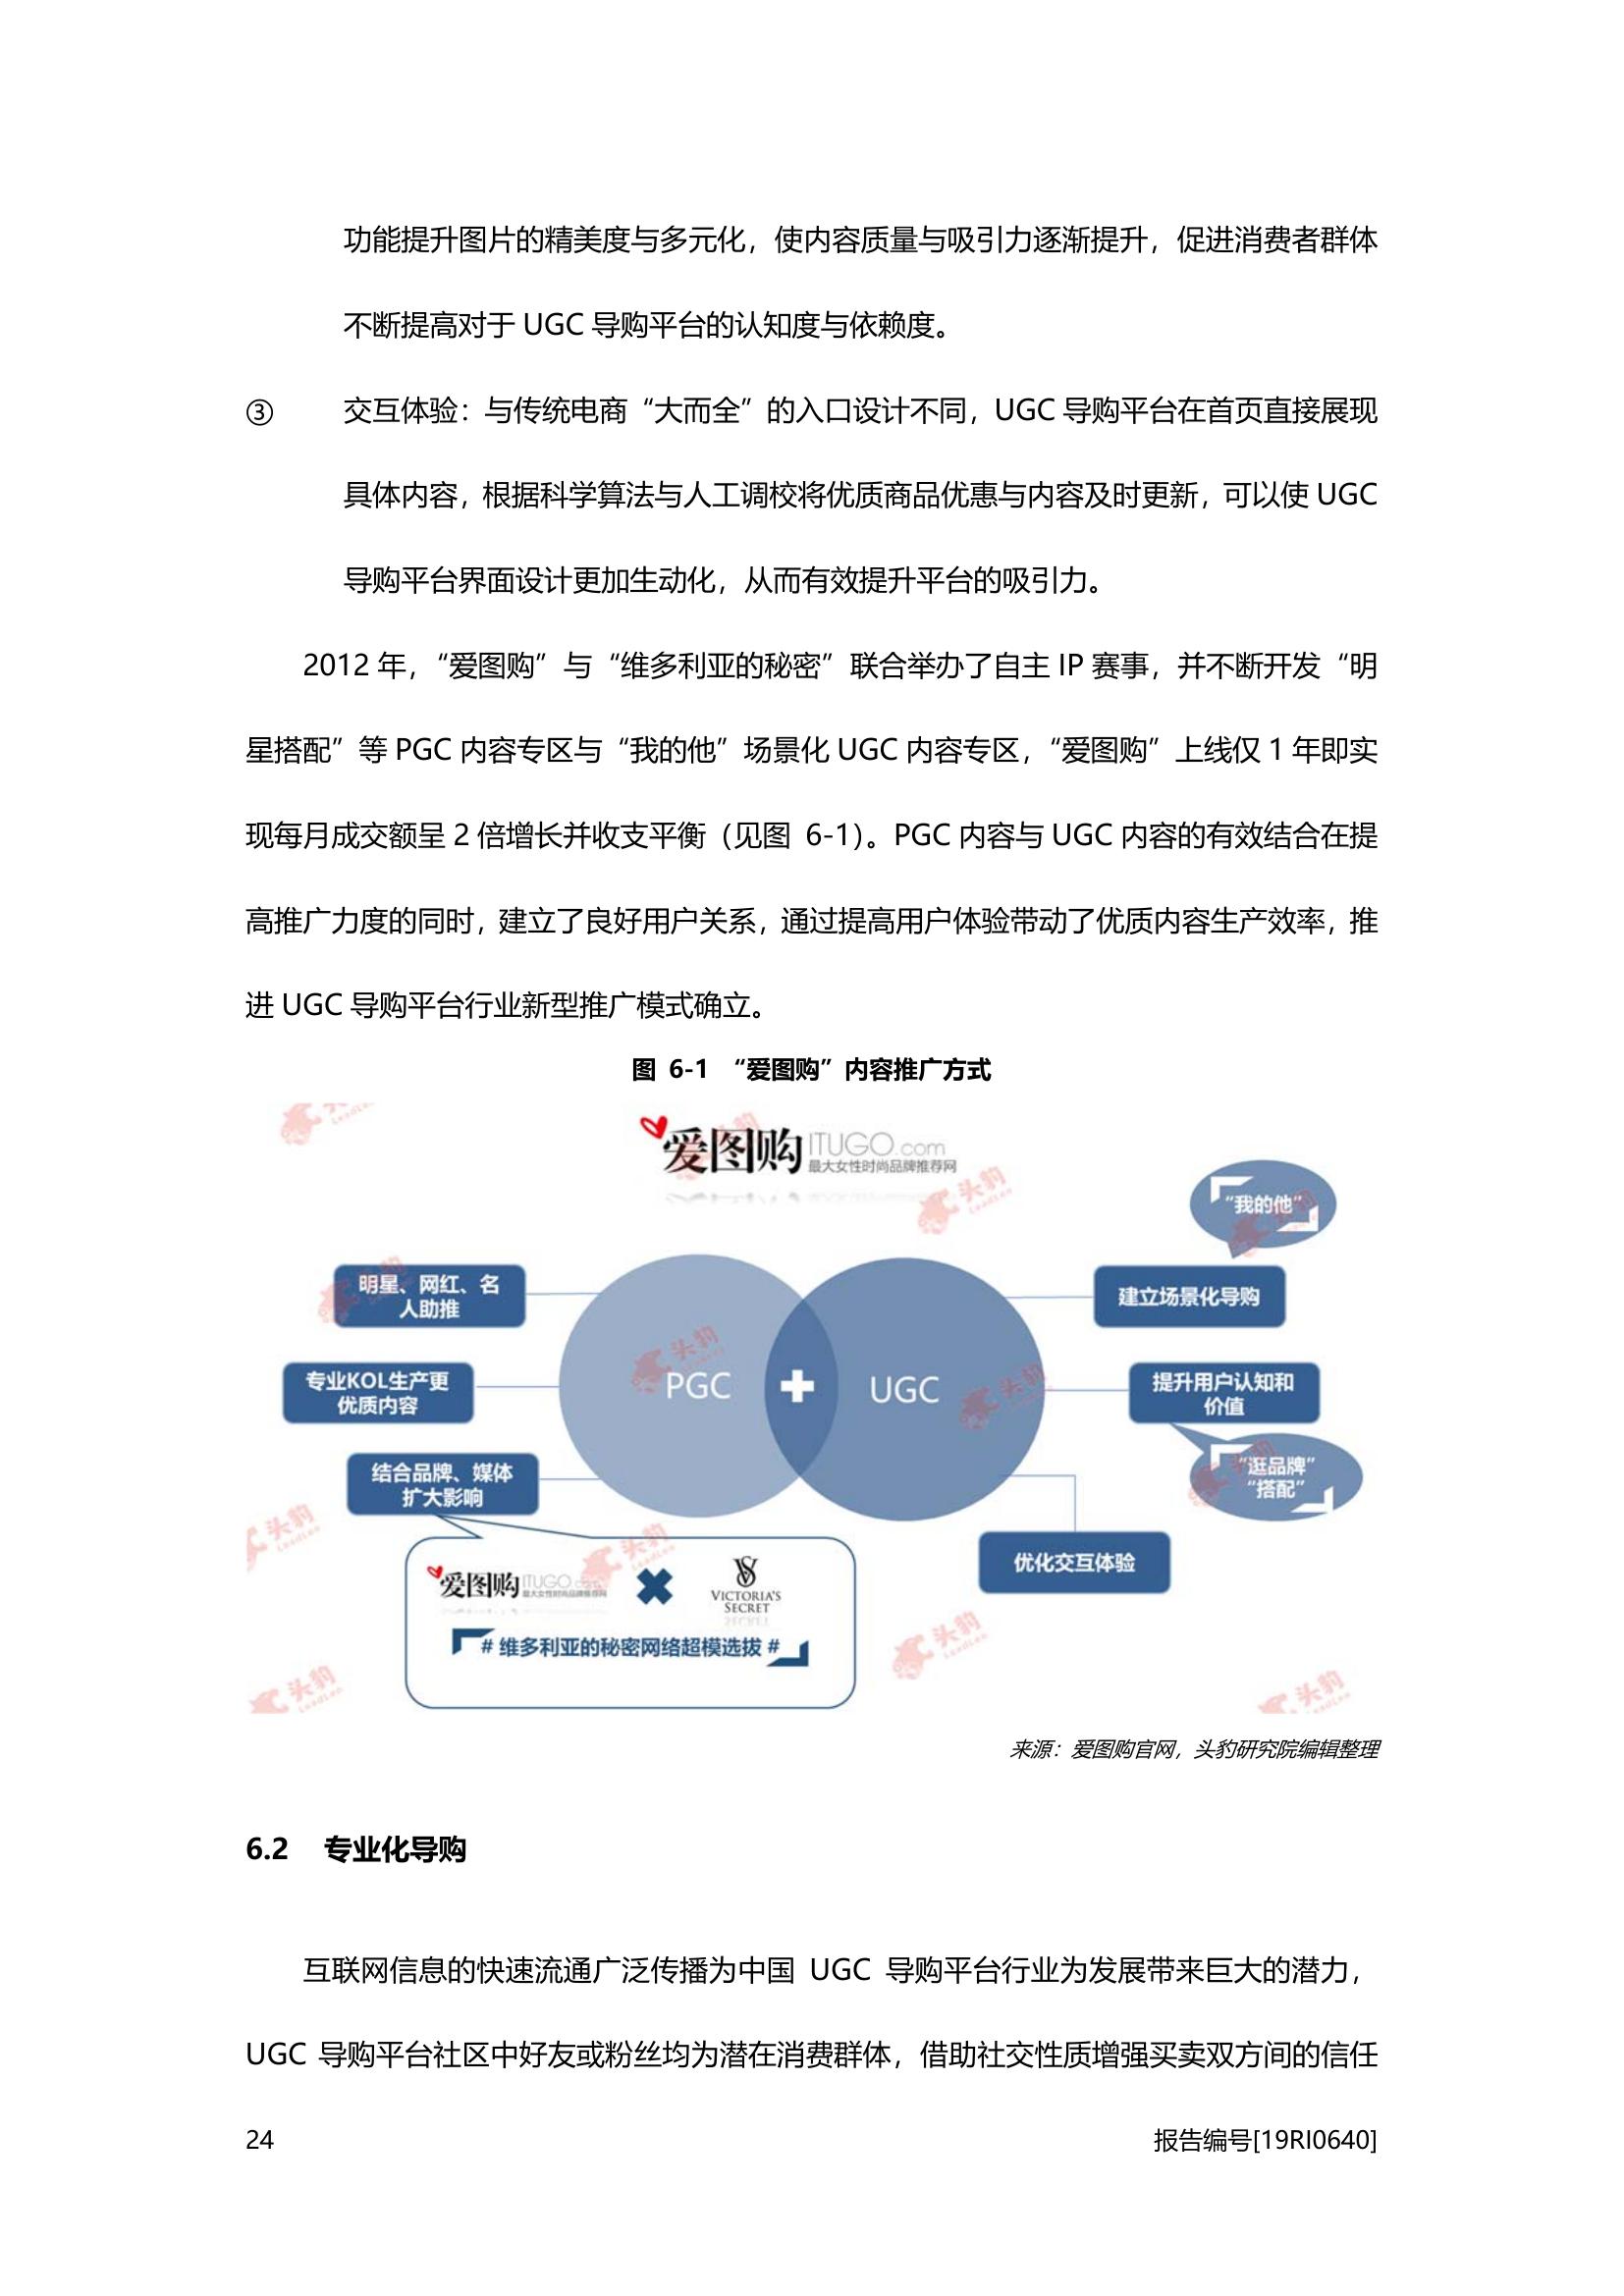 功能提升图片的精美度与多元化，使内容质量与吸引力逐渐提升，促进消费者群体
不断提高对于 UGC 导购平台的认知度与依赖度。
③ 交互体验：与传统电商“大而全”的入口设计不同，UGC 导购平台在首页直接展现
具体内容，根据科学算法与人工调校将优质商品优惠与内容及时更新，可以使 UGC
导购平台界面设计更加生动化，从而有效提升平台的吸引力。
2012 年，“爱图购”与“维多利亚的秘密”联合举办了自主 IP 赛事，并不断开发“明
星搭配”等 PGC 内容专区与“我的他”场景化 UGC 内容专区，“爱图购”上线仅 1 年即实
现每月成交额呈 2 倍增长并收支平衡（见图 6-1）。PGC 内容与 UGC 内容的有效结合在提
高推广力度的同时，建立了良好用户关系，通过提高用户体验带动了优质内容生产效率，推
进 UGC 导购平台行业新型推广模式确立。
图 6-1 “爱图购”内容推广方式
爱图购 ITUGO.com
最大女性时尚品牌推荐网
“我的他”
明星、网红、名
人助推
建立场景化导购
专业KOL生产更
优质内容
PGC
UGC
提升用户认知和
价值
结合品牌、媒体
扩大影响
“逛品牌”
“搭配”
优化交互体验
爱图购 ITUGO.com
最大女性时尚品牌推荐网
VICTORIA'S
SECRET
# 维多利亚的秘密网络超模选拔 #
头豹
LeadLeo
来源：爱图购官网，头豹研究院编辑整理
6.2 专业化导购
互联网信息的快速流通广泛传播为中国 UGC 导购平台行业为发展带来巨大的潜力，
UGC 导购平台社区中好友或粉丝均为潜在消费群体，借助社交性质增强买卖双方间的信任
24
报告编号[19RI0640]